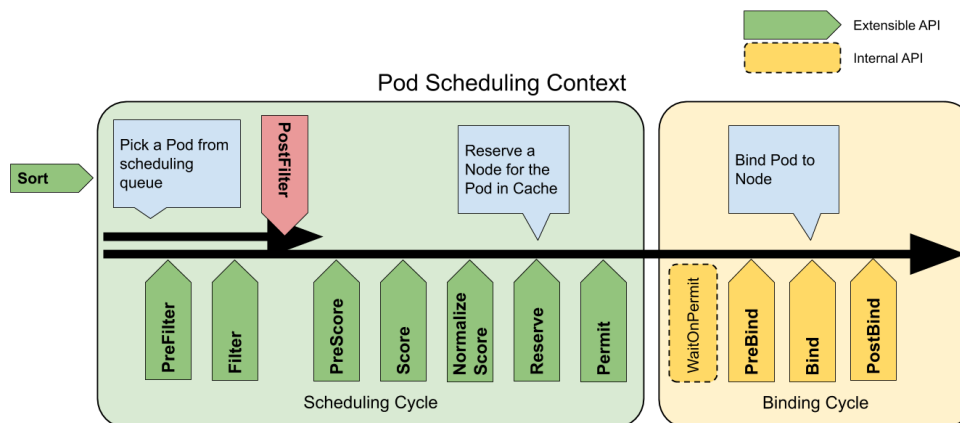 Extensible API
Internal API
Pod Scheduling Context
Pick a Pod from
scheduling
queue
PostFilter
Reserve a
Node for the
Pod in Cache
Bind Pod to
Node
Sort
PreFilter
Filter
PreScore
Score
Normalize
Score
Reserve
Permit
WaitOnPermit
PreBind
Bind
PostBind
Scheduling Cycle
Binding Cycle